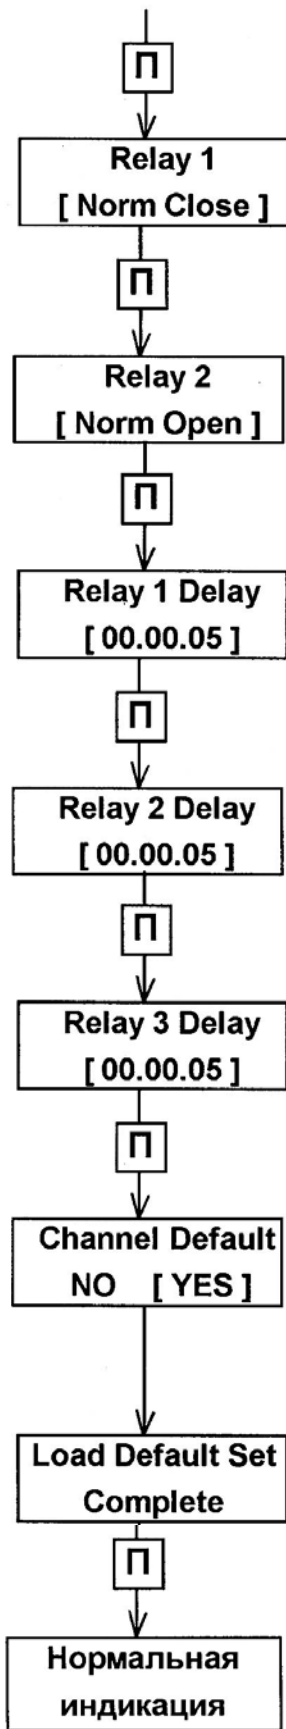 П
Relay 1
[ Norm Close ]
П
Relay 2
[ Norm Open ]
П
Relay 1 Delay
[ 00.00.05 ]
П
Relay 2 Delay
[ 00.00.05 ]
П
Relay 3 Delay
[ 00.00.05 ]
П
Channel Default
NO [ YES ]
Load Default Set
Complete
П
Нормальная
индикация